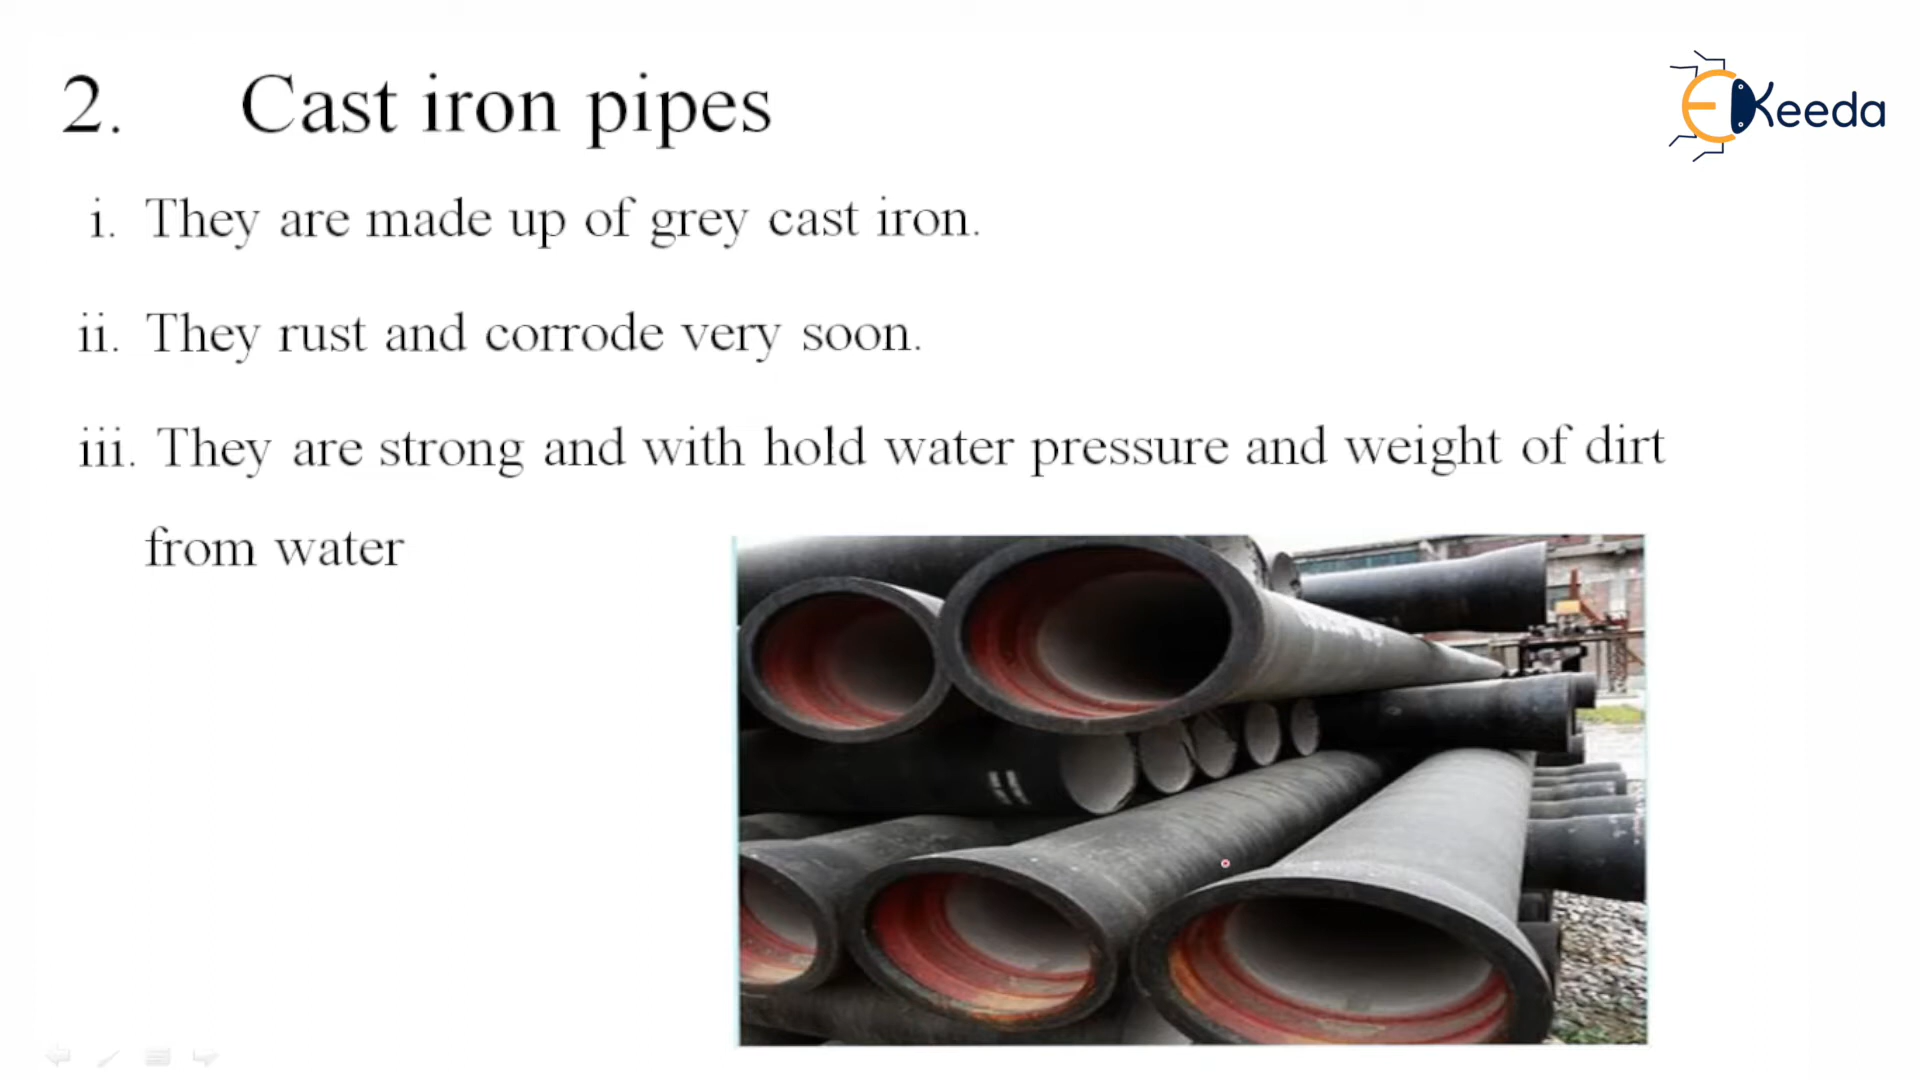 2. Cast iron pipes
Keeda
i. They are made up of grey cast iron.
ii. They rust and corrode very soon.
iii. They are strong and with hold water pressure and weight of dirt
from water